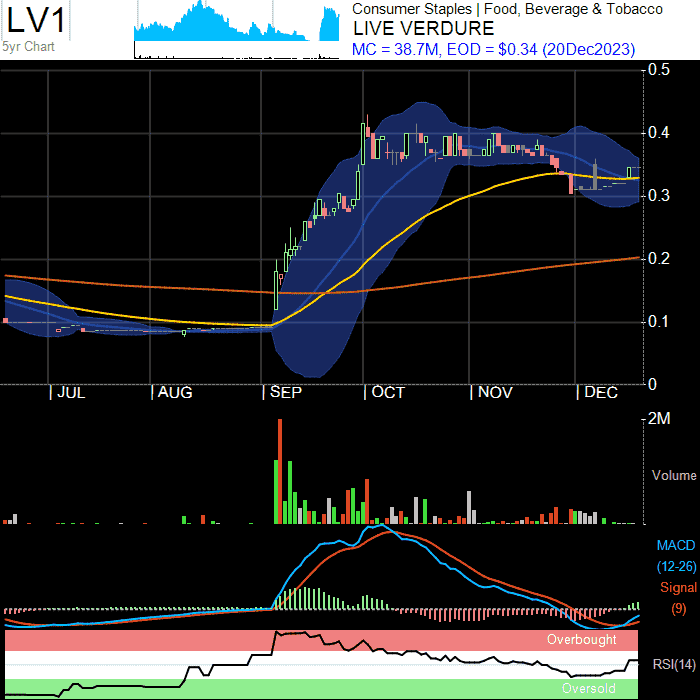 LV1
5yr Chart
Consumer Staples | Food, Beverage & Tobacco
LIVE VERDURE
MC = 38.7M, EOD = $0.34 (20Dec2023)
0.5
0.4
0.3
0.2
0.1
0
| JUL | AUG | SEP | OCT | NOV | DEC
2M
Volume
MACD
(12-26)
Signal
(9)
Overbought
RSI(14)
Oversold